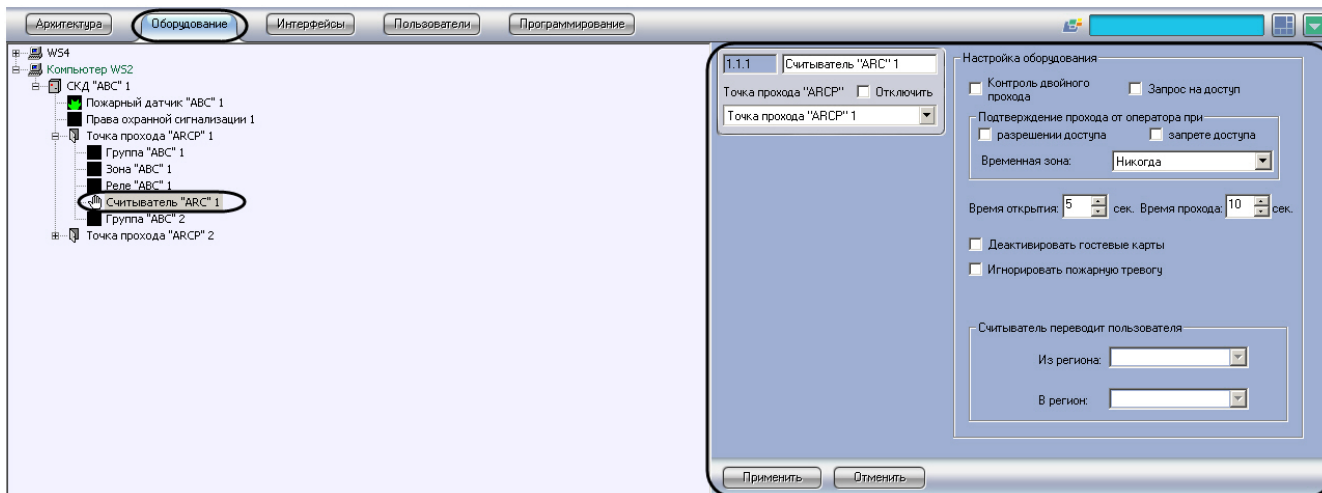 Архитектура Оборудование Интерфейсы Пользователи Программирование
WS4
Компьютер WS2
СКД "ABC" 1
Пожарный датчик "ABC" 1
Права охранной сигнализации 1
Точка прохода "ARCP" 1
Группа "ABC" 1
Зона "ABC" 1
Реле "ABC" 1
Считыватель "ARC" 1
Группа "ABC" 2
Точка прохода "ARCP" 2
1.1.1 Считыватель "ARC" 1
Точка прохода "ARCP" Отключить
Точка прохода "ARCP" 1
Настройка оборудования
Контроль двойного
прохода
Запрос на доступ
Подтверждение прохода от оператора при
разрешении доступа запрете доступа
Временная зона: Никогда
Время открытия: 5 сек. Время прохода: 10 сек.
Деактивировать гостевые карты
Игнорировать пожарную тревогу
Считыватель переводит пользователя
Из региона:
В регион:
Применить Отменить